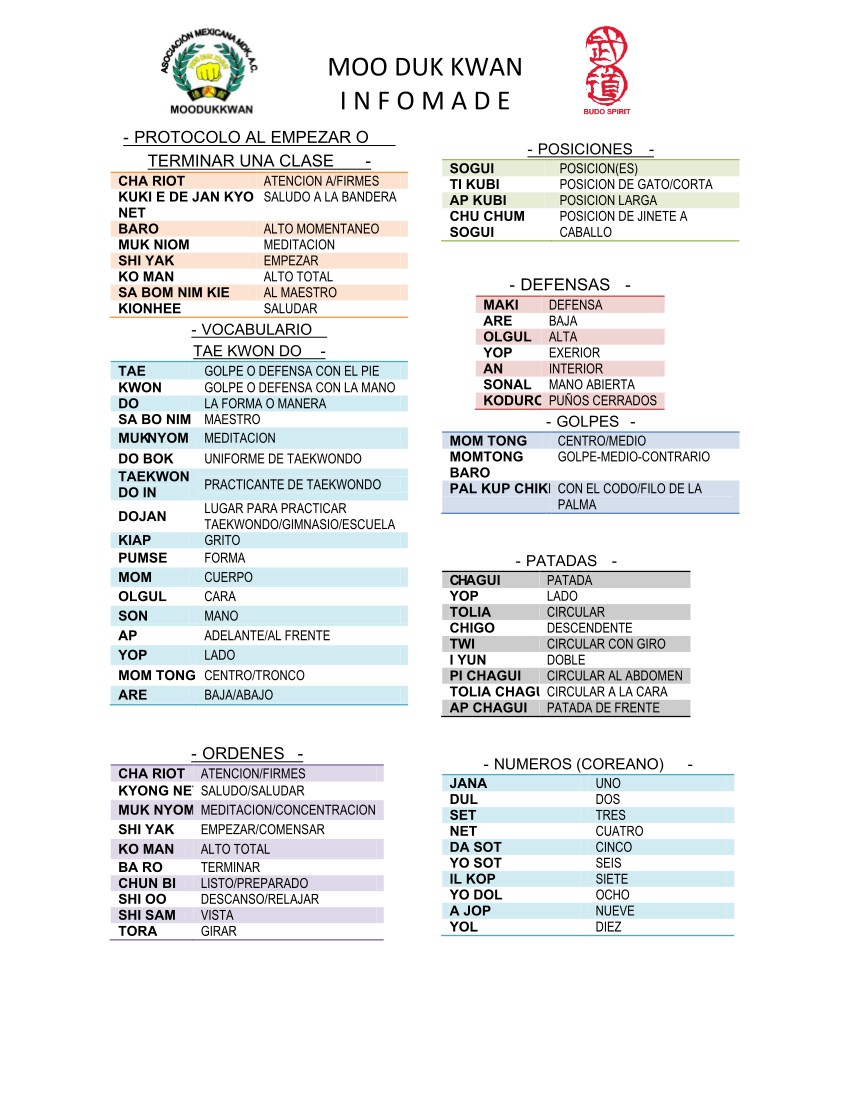 ASOCIACIÓN MEXICANA MDK, A.C.
MOO DUK KWAN
MOODUKKWAN
MOO DUK KWAN
INFOMADE
BUDO SPIRIT
- PROTOCOLO AL EMPEZAR O
TERMINAR UNA CLASE -
CHA RIOT ATENCION A/FIRMES
KUKI E DE JAN KYO SALUDO A LA BANDERA
NET
BARO ALTO MOMENTANEO
MUK NIOM MEDITACION
SHI YAK EMPEZAR
KO MAN ALTO TOTAL
SA BOM NIM KIE AL MAESTRO
KIONHEE SALUDAR
- VOCABULARIO
TAE KWON DO -
TAE GOLPE O DEFENSA CON EL PIE
KWON GOLPE O DEFENSA CON LA MANO
DO LA FORMA O MANERA
SA BO NIM MAESTRO
MUKNYOM MEDITACION
DO BOK UNIFORME DE TAEKWONDO
TAEKWON
DO IN PRACTICANTE DE TAEKWONDO
DOJAN LUGAR PARA PRACTICAR
TAEKWONDO/GIMNASIO/ESCUELA
KIAP GRITO
PUMSE FORMA
MOM CUERPO
OLGUL CARA
SON MANO
AP ADELANTE/AL FRENTE
YOP LADO
MOM TONG CENTRO/TRONCO
ARE BAJA/ABAJO
- ORDENES -
CHA RIOT ATENCION/FIRMES
KYONG NE SALUDO/SALUDAR
MUK NYOM MEDITACION/CONCENTRACION
SHI YAK EMPEZAR/COMENSAR
KO MAN ALTO TOTAL
BA RO TERMINAR
CHUN BI LISTO/PREPARADO
SHI OO DESCANSO/RELAJAR
SHI SAM VISTA
TORA GIRAR
- POSICIONES -
SOGUI POSICION(ES)
TI KUBI POSICION DE GATO/CORTA
AP KUBI POSICION LARGA
CHU CHUM POSICION DE JINETE A
SOGUI CABALLO
- DEFENSAS -
MAKI DEFENSA
ARE BAJA
OLGUL ALTA
YOP EXERIOR
AN INTERIOR
SONAL MANO ABIERTA
KODURO PUÑOS CERRADOS
- GOLPES -
MOM TONG CENTRO/MEDIO
MOMTONG GOLPE-MEDIO-CONTRARIO
BARO
PAL KUP CHIKI CON EL CODO/FILO DE LA
PALMA
- PATADAS -
CHAGUI PATADA
YOP LADO
TOLIA CIRCULAR
CHIGO DESCENDENTE
TWI CIRCULAR CON GIRO
I YUN DOBLE
PI CHAGUI CIRCULAR AL ABDOMEN
TOLIA CHAGU CIRCULAR A LA CARA
AP CHAGUI PATADA DE FRENTE
- NUMEROS (COREANO) -
JANA UNO
DUL DOS
SET TRES
NET CUATRO
DA SOT CINCO
YO SOT SEIS
IL KOP SIETE
YO DOL OCHO
A JOP NUEVE
YOL DIEZ